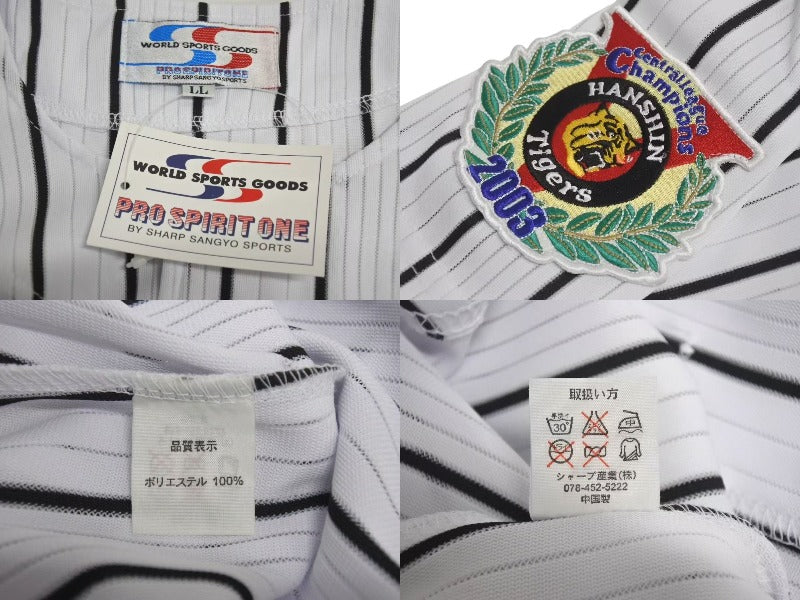 WORLD SPORTS GOODS
PRO SPIRIT ONE
BY SHARP SANGYO SPORTS
LL
WORLD SPORTS GOODS
PRO SPIRIT ONE
BY SHARP SANGYO SPORTS
Central League
Champions
HANSHIN
Tigers
2003
品質表示
ポリエステル 100%
取扱い方
30
中
シャープ産業(株)
078-452-5222
中国製